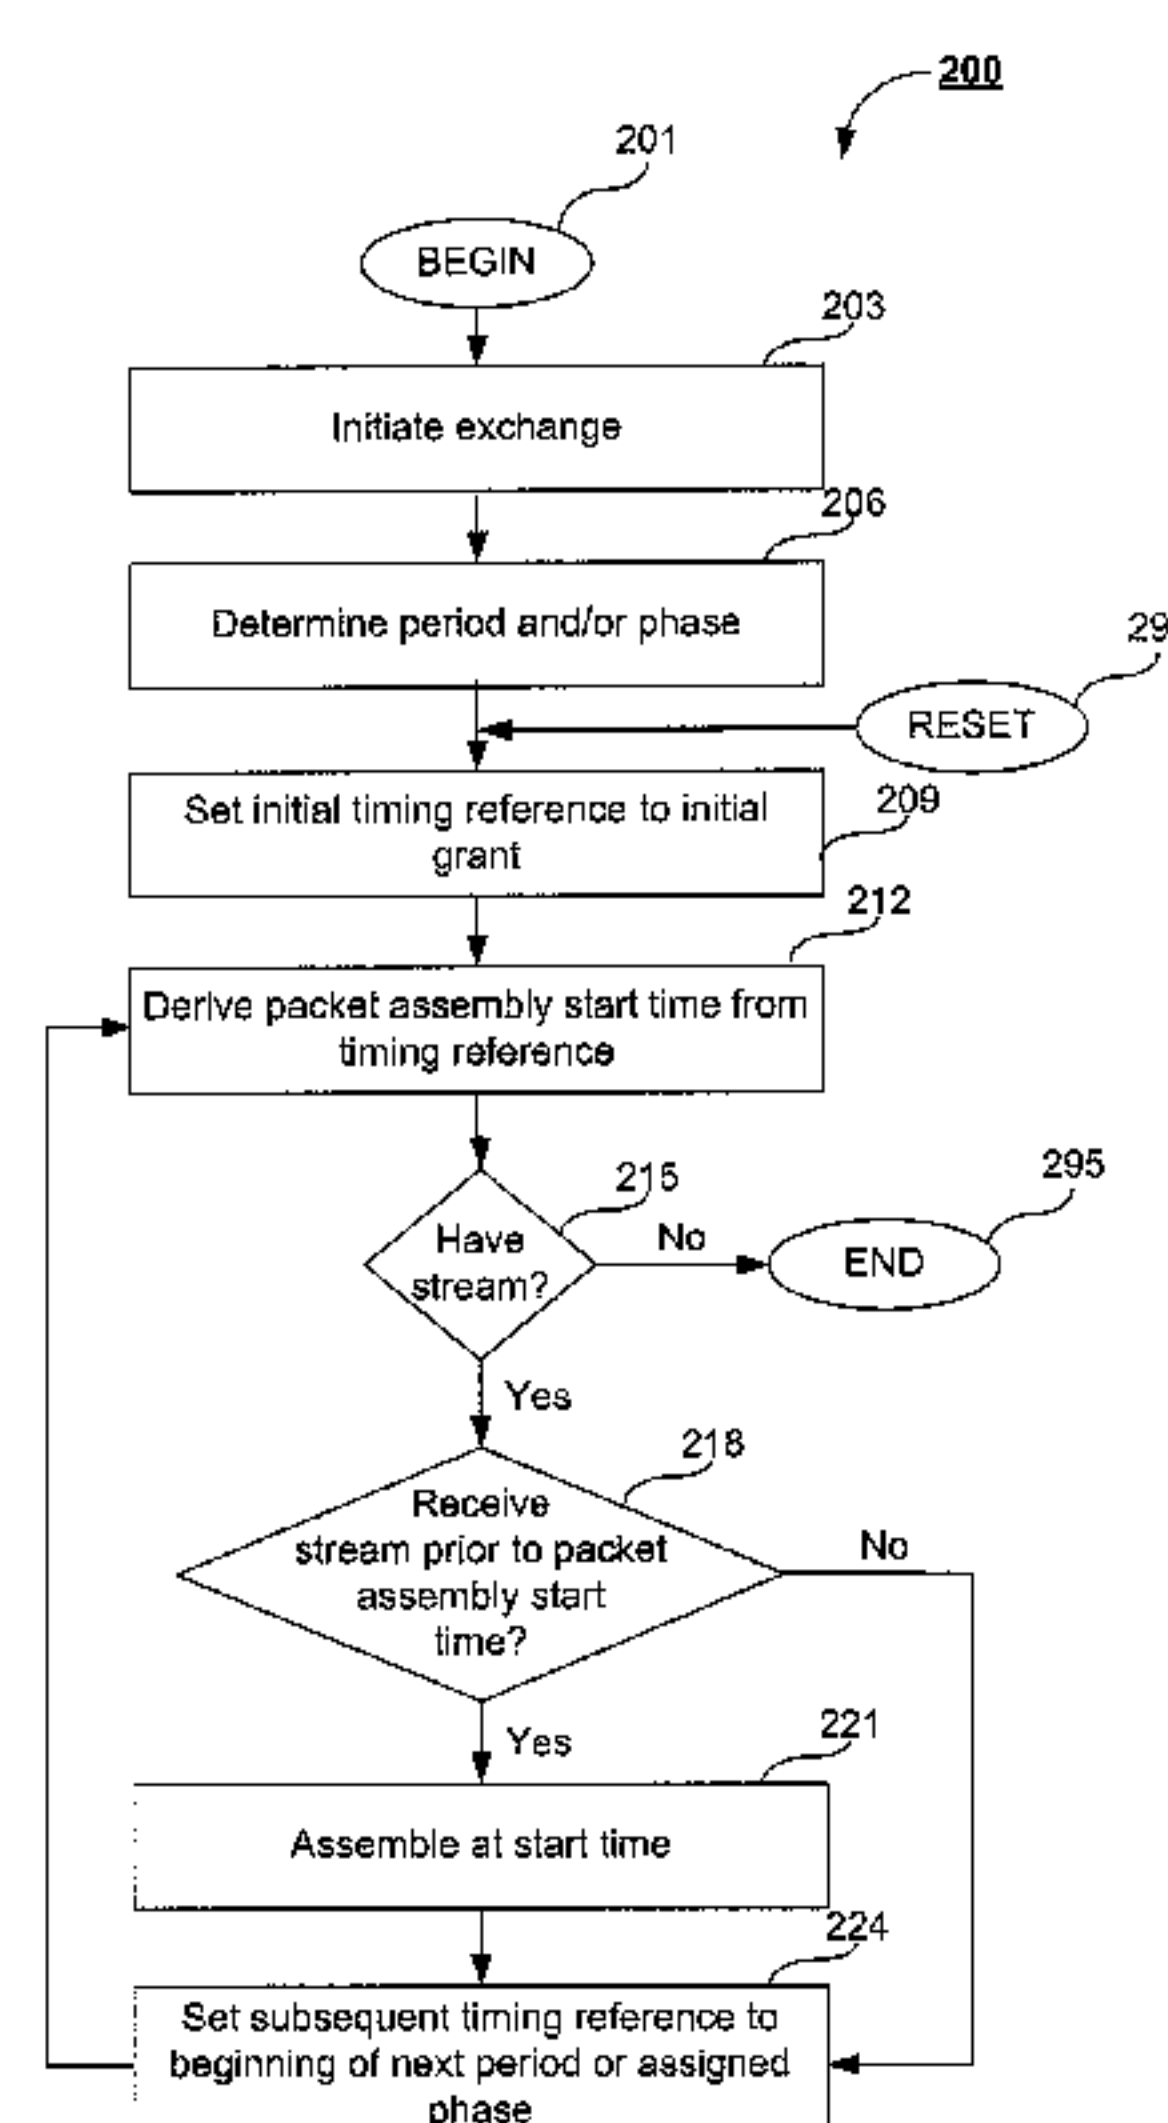 200
201
BEGIN
203
Initiate exchange
206
Determine period and/or phase
29
RESET
209
Set initial timing reference to initial
grant
212
Derive packet assembly start time from
timing reference
215
Have
stream?
No
295
END
Yes
218
Receive
stream prior to packet
assembly start
time?
No
Yes
221
Assemble at start time
224
Set subsequent timing reference to
beginning of next period or assigned
phase